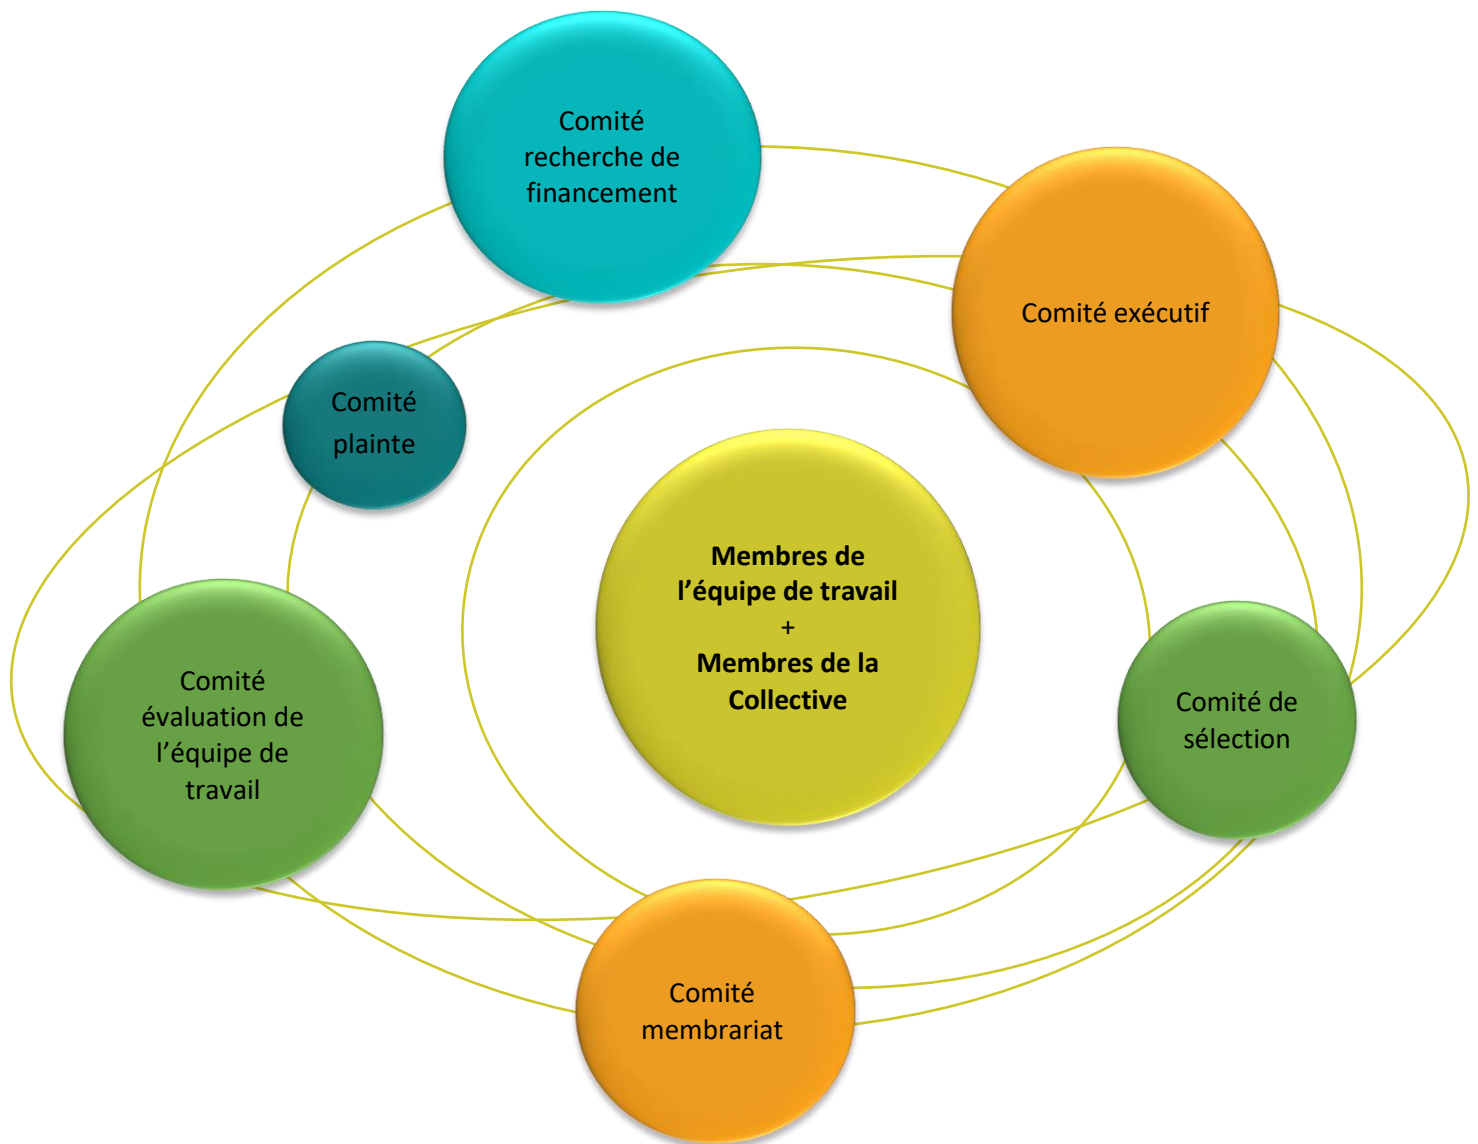 Comité
recherche de
financement
Comité exécutif
Comité
plainte
Membres de
l’équipe de travail
+
Membres de la
Collective
Comité
évaluation de
l’équipe de
travail
Comité de
sélection
Comité
membrariat